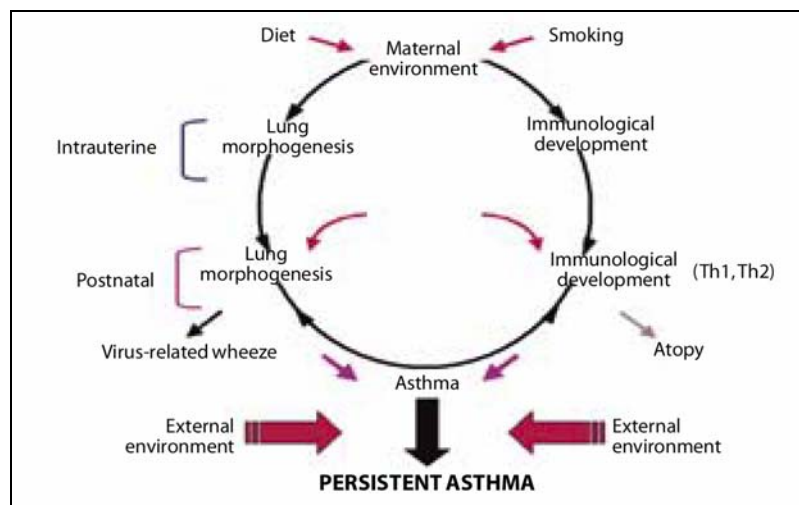 Diet
Smoking
Maternal
environment
Intrauterine
Lung
morphogenesis
Immunological
development
Postnatal
Lung
morphogenesis
Immunological
development
(Th1, Th2)
Virus-related wheeze
Atopy
Asthma
External
environment
External
environment
PERSISTENT ASTHMA